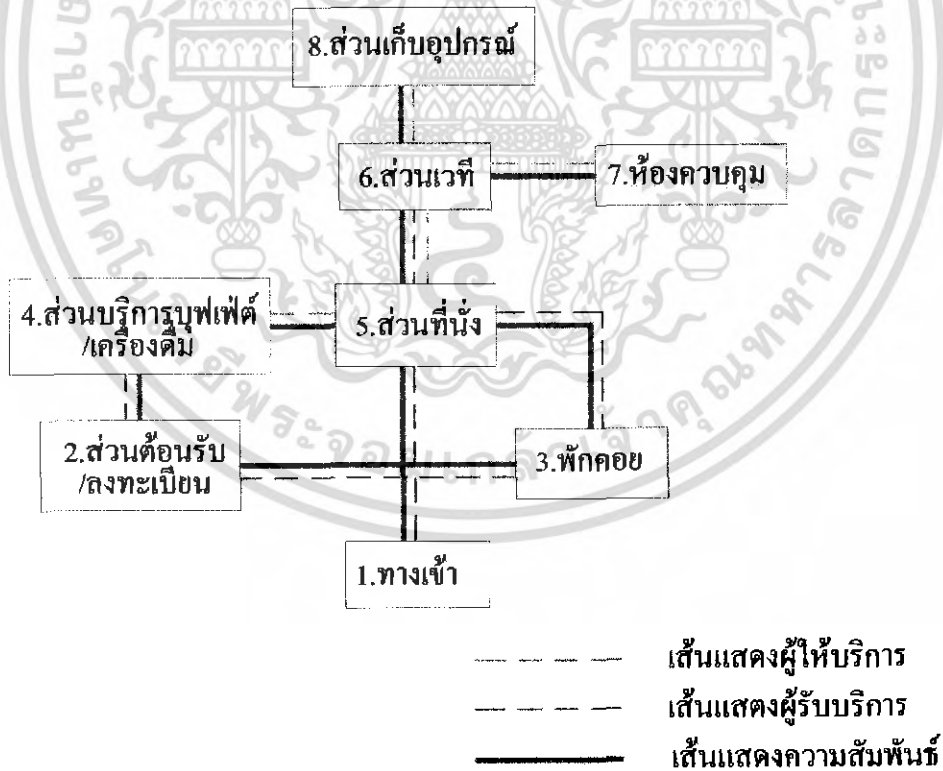 8.ส่วนเก็บอุปกรณ์
6.ส่วนเวที
7.ห้องควบคุม
4.ส่วนบริการบุฟเฟ่ต์
/เครื่องดื่ม
5.ส่วนที่นั่ง
2.ส่วนต้อนรับ
/ลงทะเบียน
3.พักคอย
1.ทางเข้า
เส้นแสดงผู้ให้บริการ
เส้นแสดงผู้รับบริการ
เส้นแสดงความสัมพันธ์